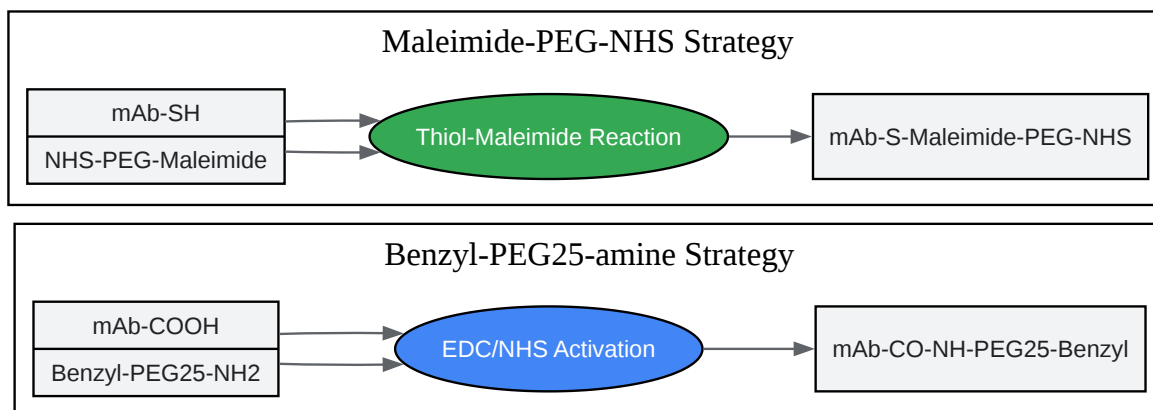 Maleimide-PEG-NHS Strategy
mAb-SH
NHS-PEG-Maleimide
Thiol-Maleimide Reaction
mAb-S-Maleimide-PEG-NHS
Benzyl-PEG25-amine Strategy
mAb-COOH
Benzyl-PEG25-NH2
EDC/NHS Activation
mAb-CO-NH-PEG25-Benzyl